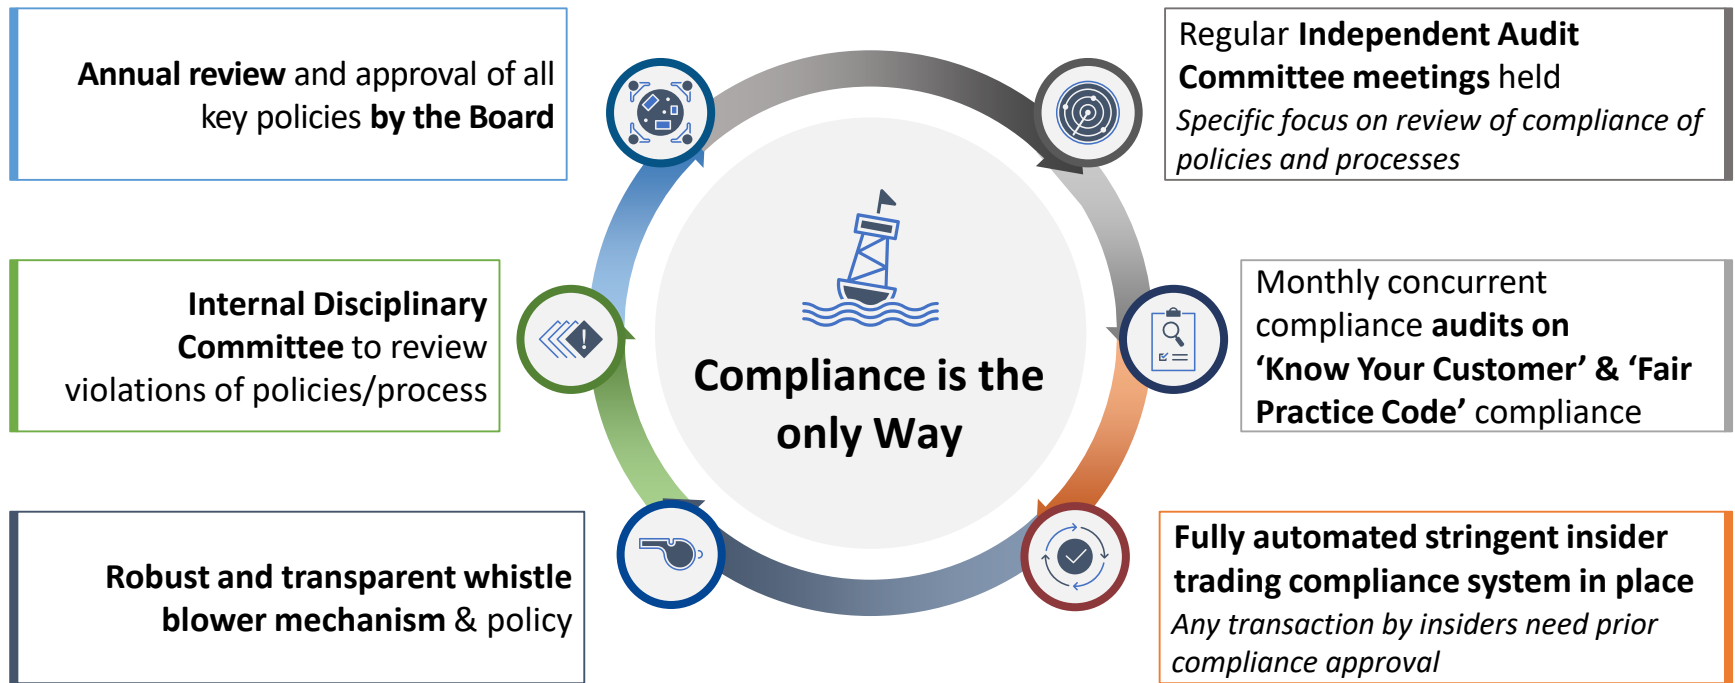 Annual review and approval of all
key policies by the Board
Regular Independent Audit
Committee meetings held
Specific focus on review of compliance of
policies and processes
Internal Disciplinary
Committee to review
violations of policies/process
Compliance is the
only Way
Monthly concurrent
compliance audits on
‘Know Your Customer’ & ‘Fair
Practice Code’ compliance
Robust and transparent whistle
blower mechanism & policy
Fully automated stringent insider
trading compliance system in place
Any transaction by insiders need prior
compliance approval